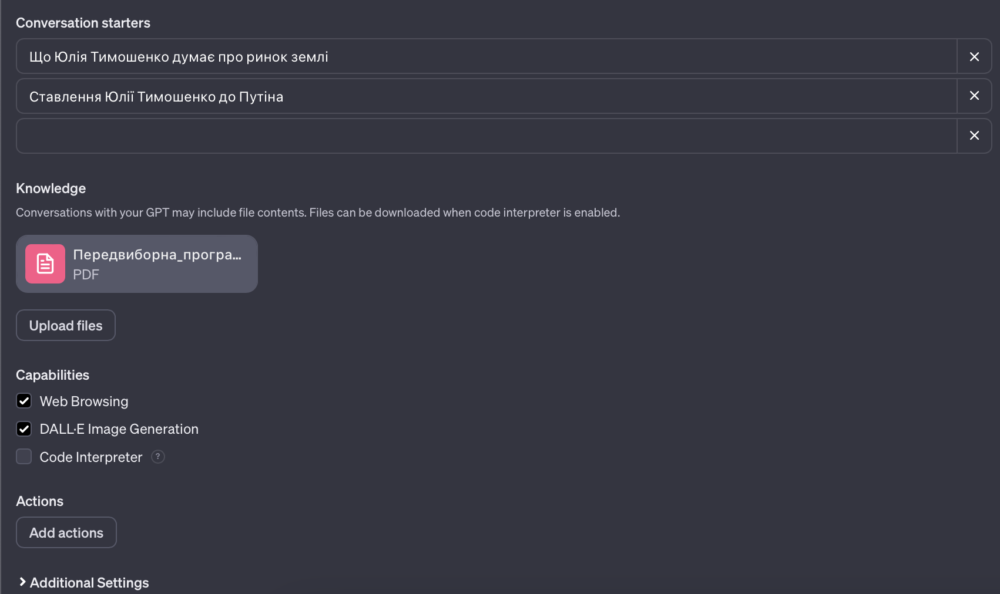 Conversation starters
Що Юлія Тимошенко думає про ринок землі
Ставлення Юлії Тимошенко до Путіна
Knowledge
Conversations with your GPT may include file contents. Files can be downloaded when code interpreter is enabled.
Передвиборна_програ...
PDF
Upload files
Capabilities
Web Browsing
DALL·E Image Generation
Code Interpreter ?
Actions
Add actions
Additional Settings